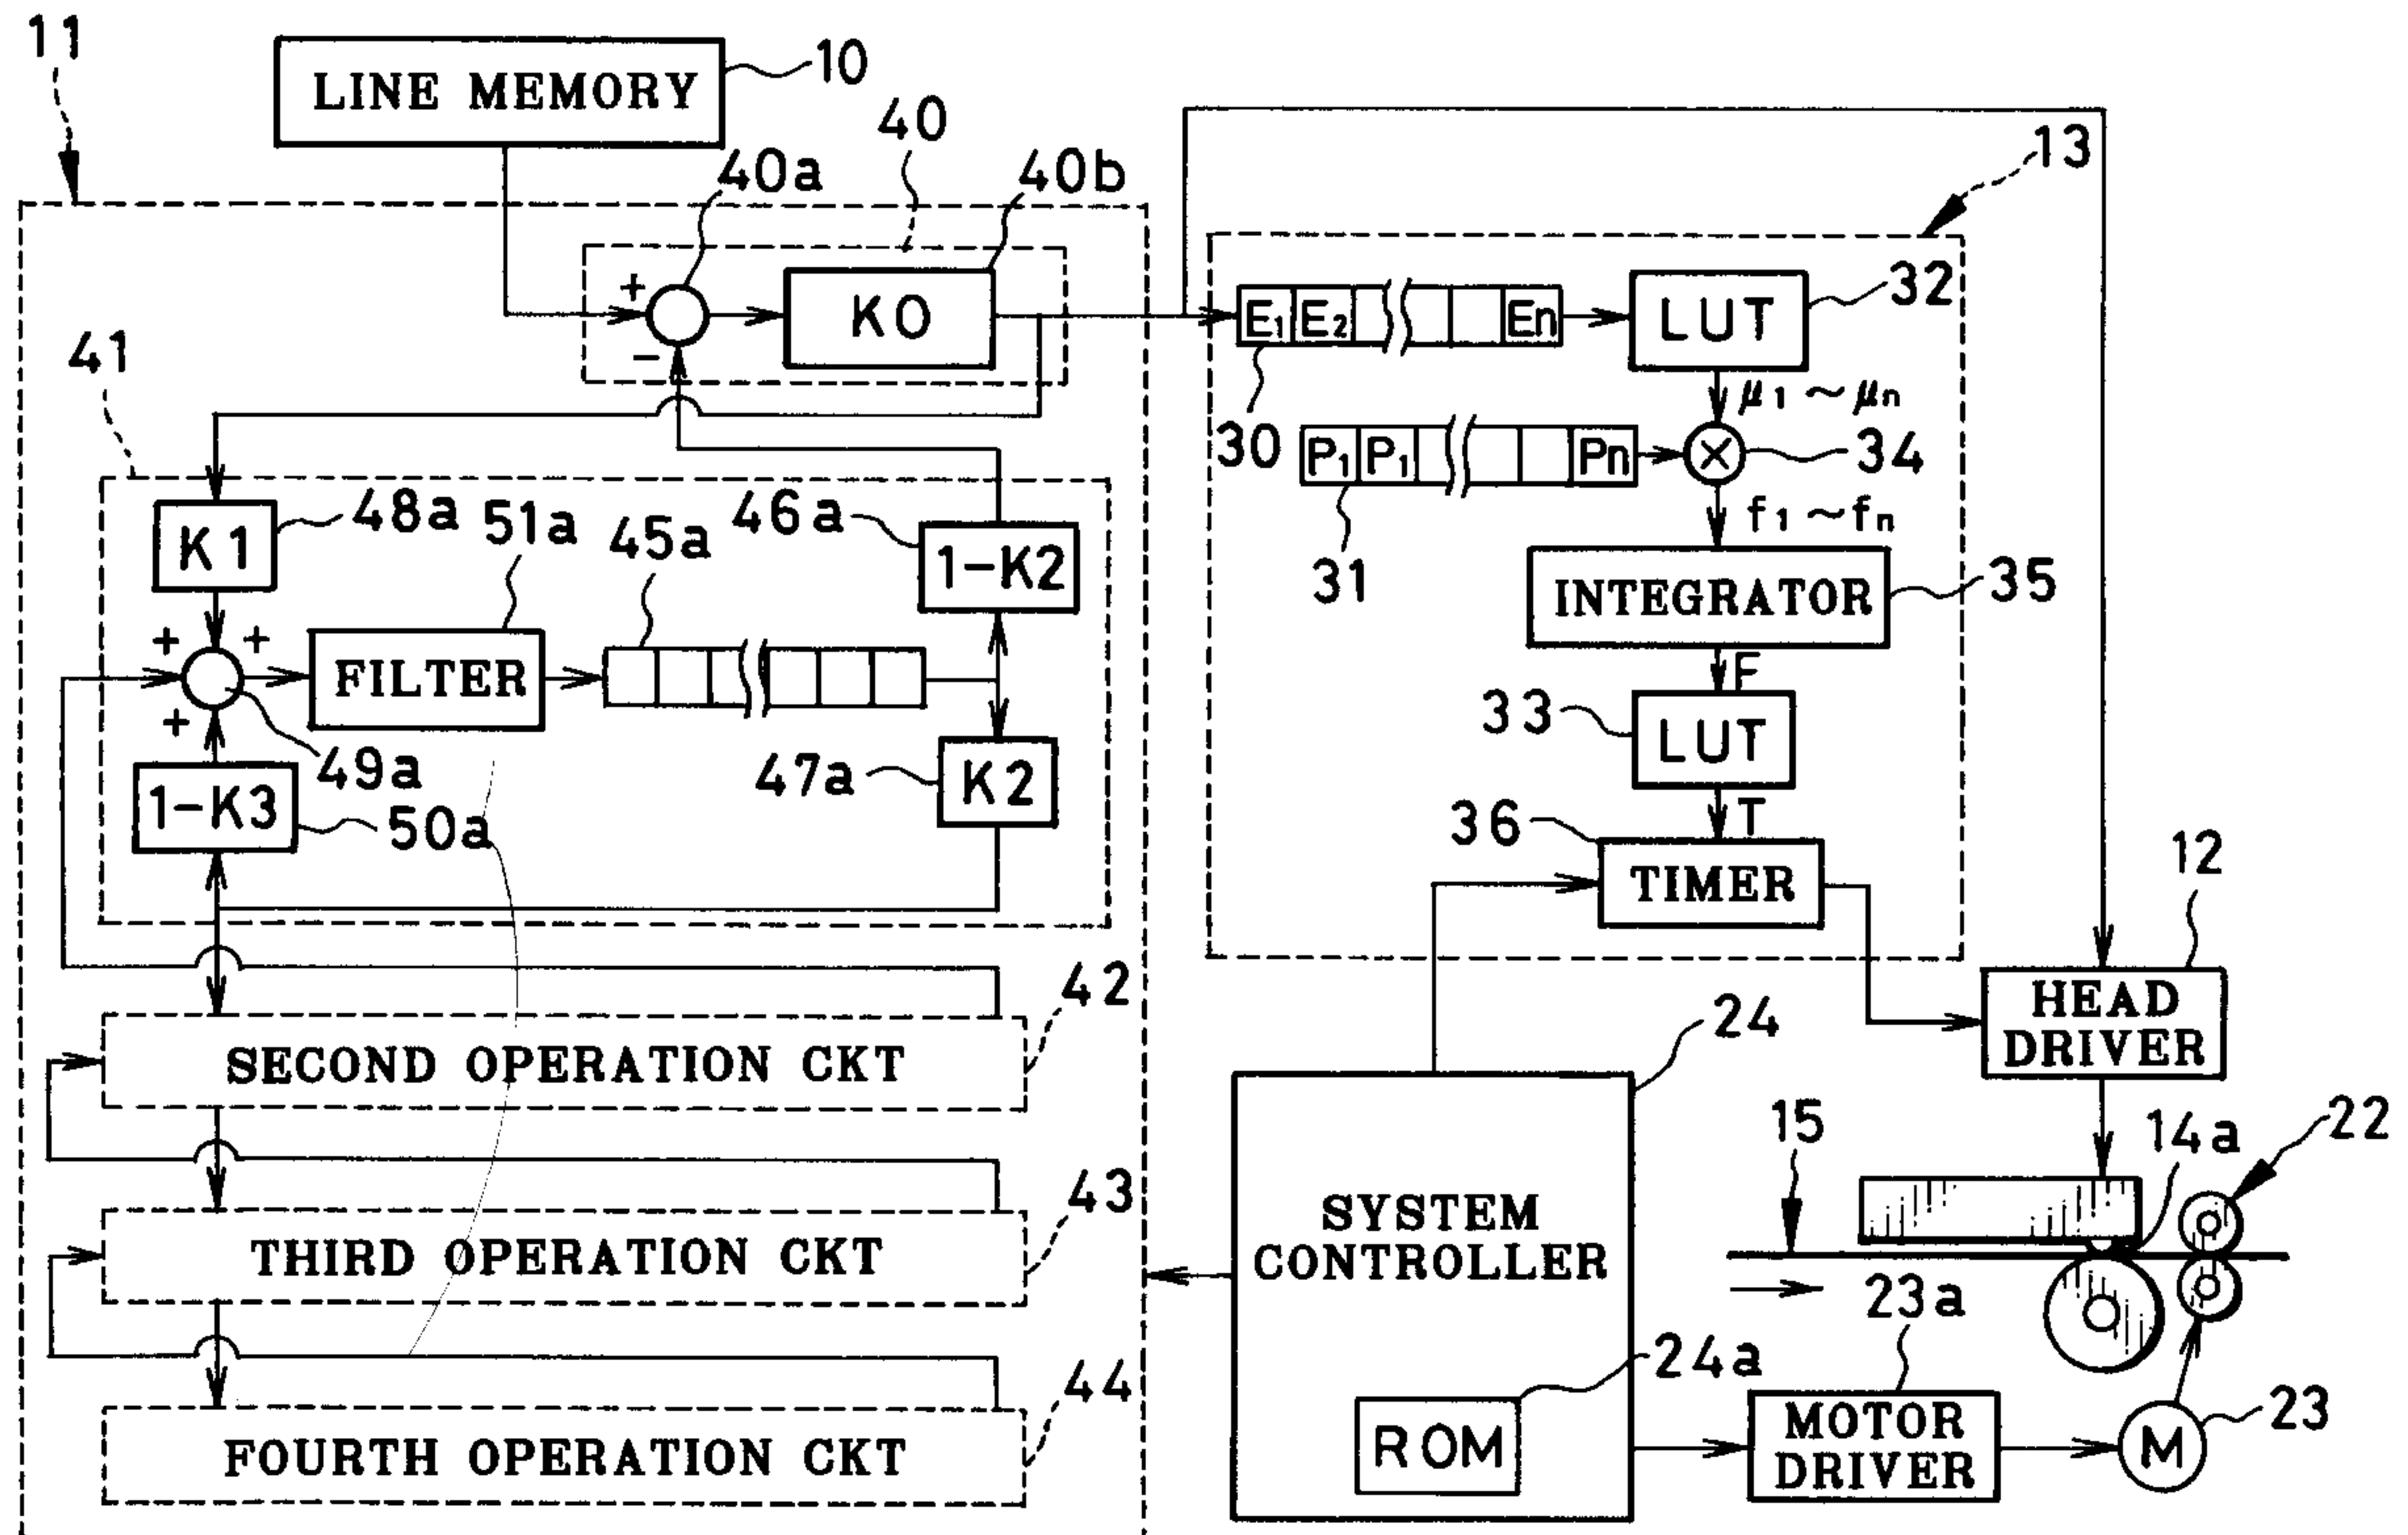 11
LINE MEMORY
10
40
40a
40b
13
+
K0
−
E1 E2 En
LUT
32
μ1 ~ μn
30
P1 P1 Pn
×
34
31
f1 ~ fn
41
K1
48a
51a
45a
46a
1-K2
INTEGRATOR
35
+ +
FILTER
F
+
49a
33
LUT
1-K3
50a
47a
K2
T
36
TIMER
12
HEAD
DRIVER
42
SECOND OPERATION CKT
24
43
THIRD OPERATION CKT
SYSTEM
CONTROLLER
15
14a
22
23a
44
FOURTH OPERATION CKT
24a
ROM
MOTOR
DRIVER
M
23